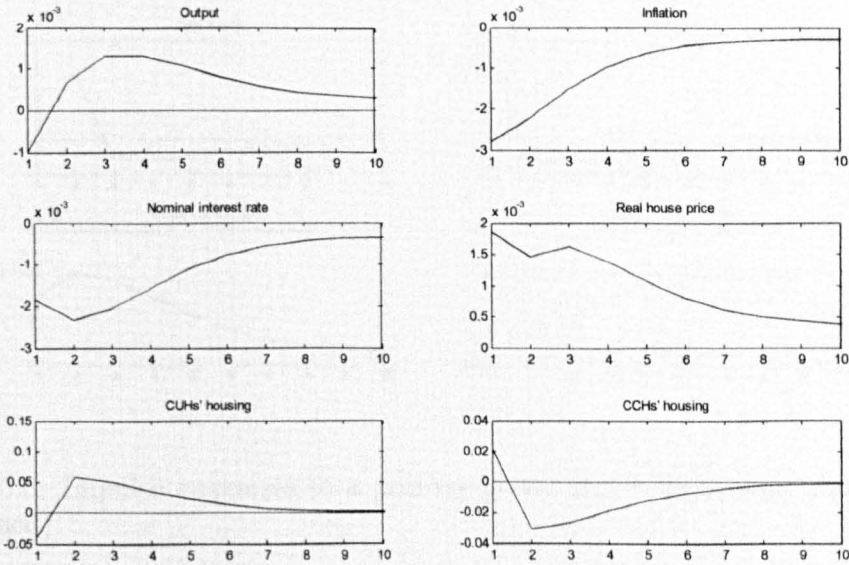 Output
x 10⁻³
2
1
0
-1
1 2 3 4 5 6 7 8 9 10
Inflation
x 10⁻³
0
-1
-2
-3
1 2 3 4 5 6 7 8 9 10
Nominal interest rate
x 10⁻³
0
-1
-2
-3
1 2 3 4 5 6 7 8 9 10
Real house price
x 10⁻³
2
1.5
1
0.5
0
1 2 3 4 5 6 7 8 9 10
CUHs' housing
0.15
0.1
0.05
0
-0.05
1 2 3 4 5 6 7 8 9 10
CCHs' housing
0.04
0.02
0
-0.02
-0.04
1 2 3 4 5 6 7 8 9 10